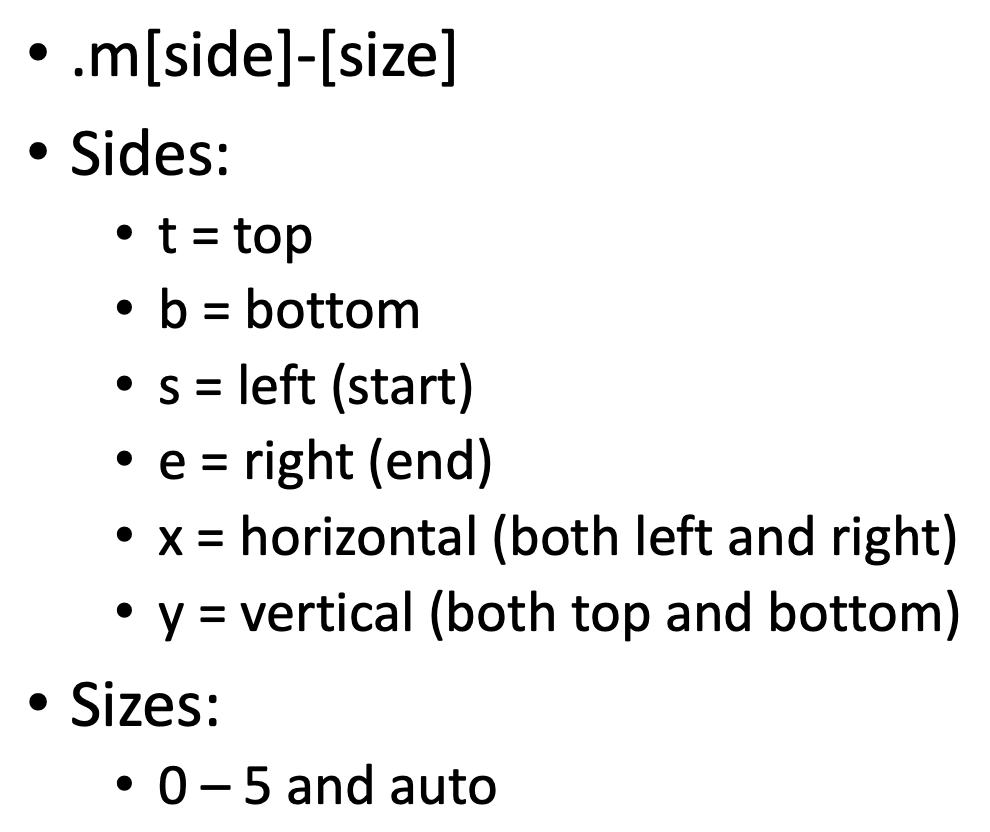 • .m[side]-[size]
• Sides:
• t = top
• b = bottom
• s = left (start)
• e = right (end)
• x = horizontal (both left and right)
• y = vertical (both top and bottom)
• Sizes:
• 0 – 5 and auto